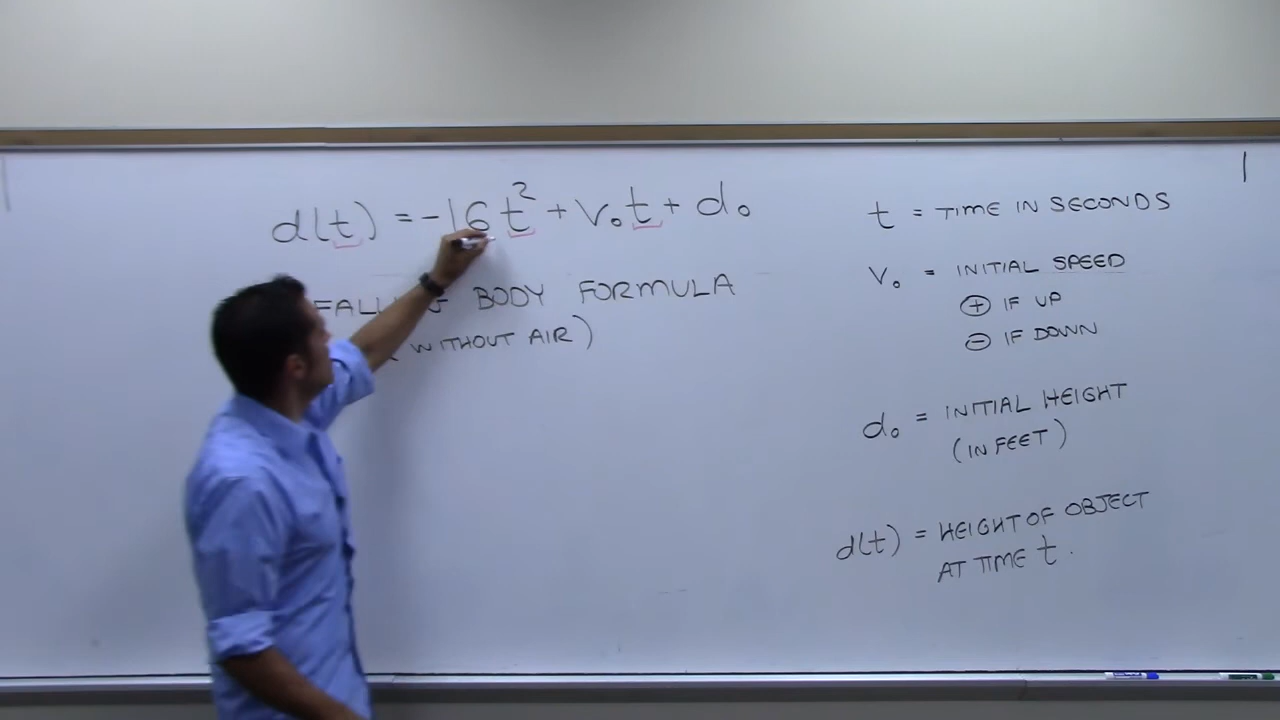 d(t) = -16t² + v₀t + d₀
BODY FORMULA
WITHOUT AIR)
t = TIME IN SECONDS
v₀ = INITIAL SPEED
⊕ IF UP
⊖ IF DOWN
d₀ = INITIAL HEIGHT
(IN FEET)
d(t) = HEIGHT OF OBJECT
AT TIME t.